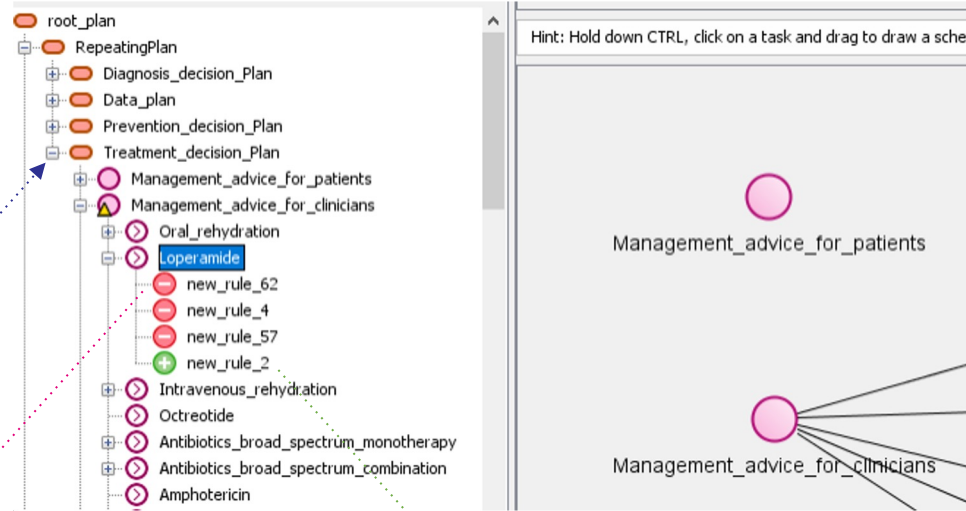 root_plan
RepeatingPlan
Diagnosis_decision_Plan
Data_plan
Prevention_decision_Plan
Treatment_decision_Plan
Management_advice_for_patients
Management_advice_for_clinicians
Oral_rehydration
Loperamide
new_rule_62
new_rule_4
new_rule_57
new_rule_2
Intravenous_rehydration
Octreotide
Antibiotics_broad_spectrum_monotherapy
Antibiotics_broad_spectrum_combination
Amphotericin
Hint: Hold down CTRL, click on a task and drag to draw a sche
Management_advice_for_patients
Management_advice_for_clinicians